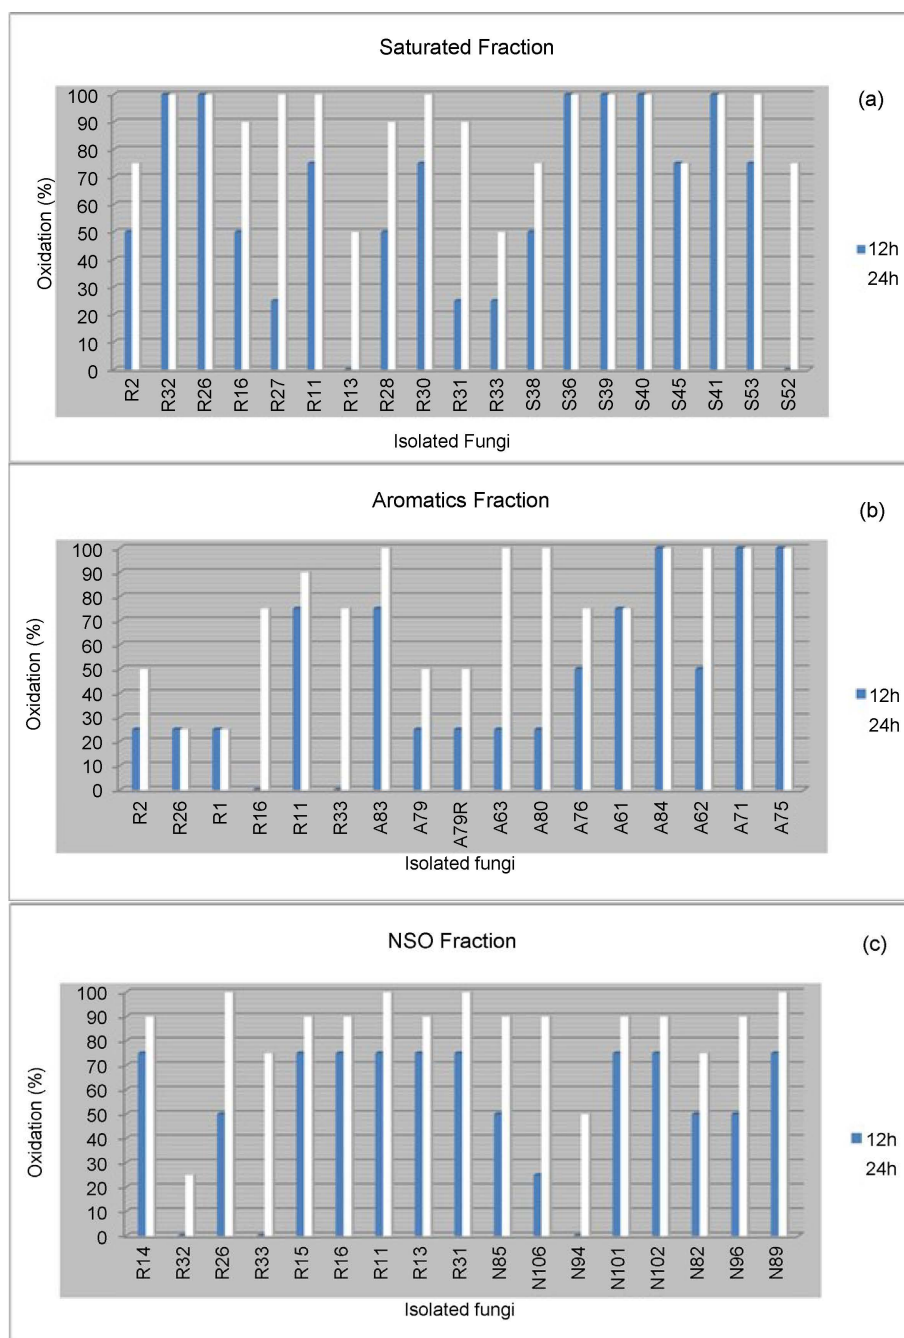 Saturated Fraction
(a)
100
90
80
70
60
50
40
30
20
10
0
Oxidation (%)
R2 R32 R26 R16 R27 R11 R13 R28 R30 R31 R33 S38 S36 S39 S40 S45 S41 S53 S52
Isolated Fungi
12h
24h
Aromatics Fraction
(b)
100
90
80
70
60
50
40
30
20
10
0
Oxidation (%)
R2 R26 R1 R16 R11 R33 A83 A79 A79R A63 A80 A76 A61 A84 A62 A71 A75
Isolated fungi
12h
24h
NSO Fraction
(c)
100
90
80
70
60
50
40
30
20
10
0
Oxidation (%)
R14 R32 R26 R33 R15 R16 R11 R13 R31 N85 N106 N94 N101 N102 N82 N96 N89
Isolated fungi
12h
24h